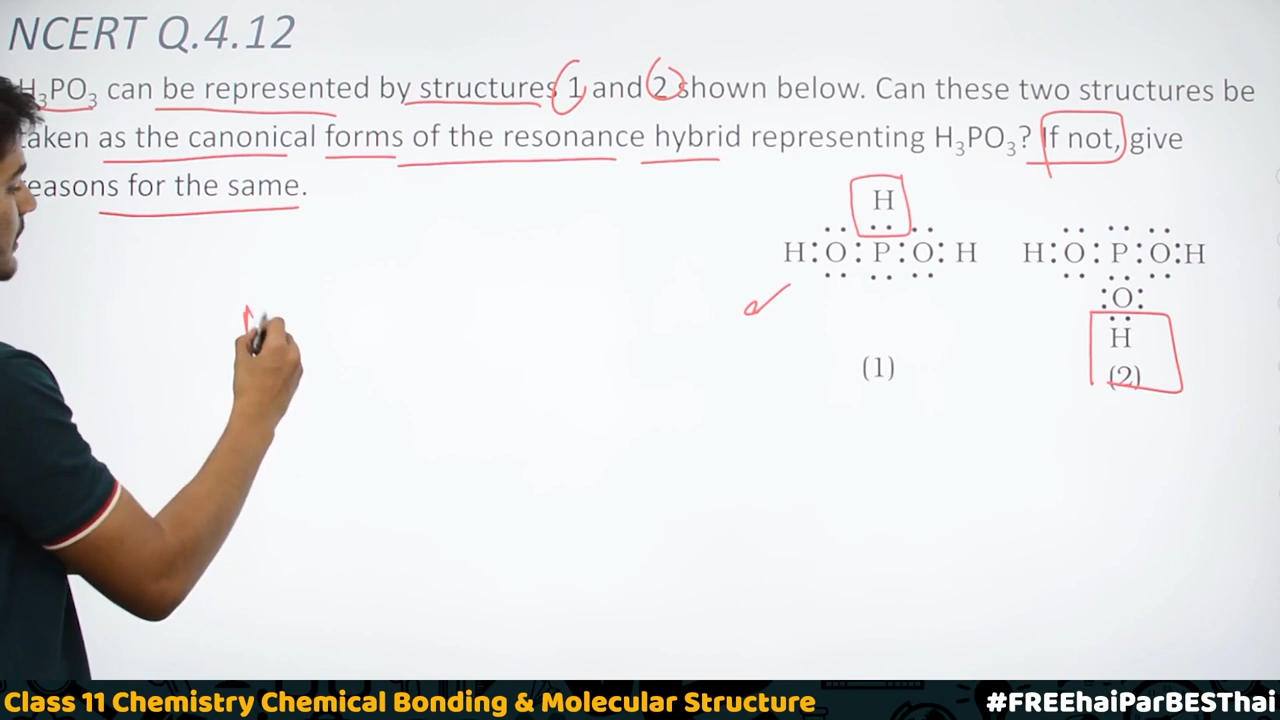 NCERT Q.4.12
H₃PO₃ can be represented by structures 1 and 2 shown below. Can these two structures be
taken as the canonical forms of the resonance hybrid representing H₃PO₃? If not, give
reasons for the same.
H
H:O:P:O:H
(1)
H:O:P:O:H
:O:
H
(2)
Class 11 Chemistry Chemical Bonding & Molecular Structure
#FREEhaiParBESThai